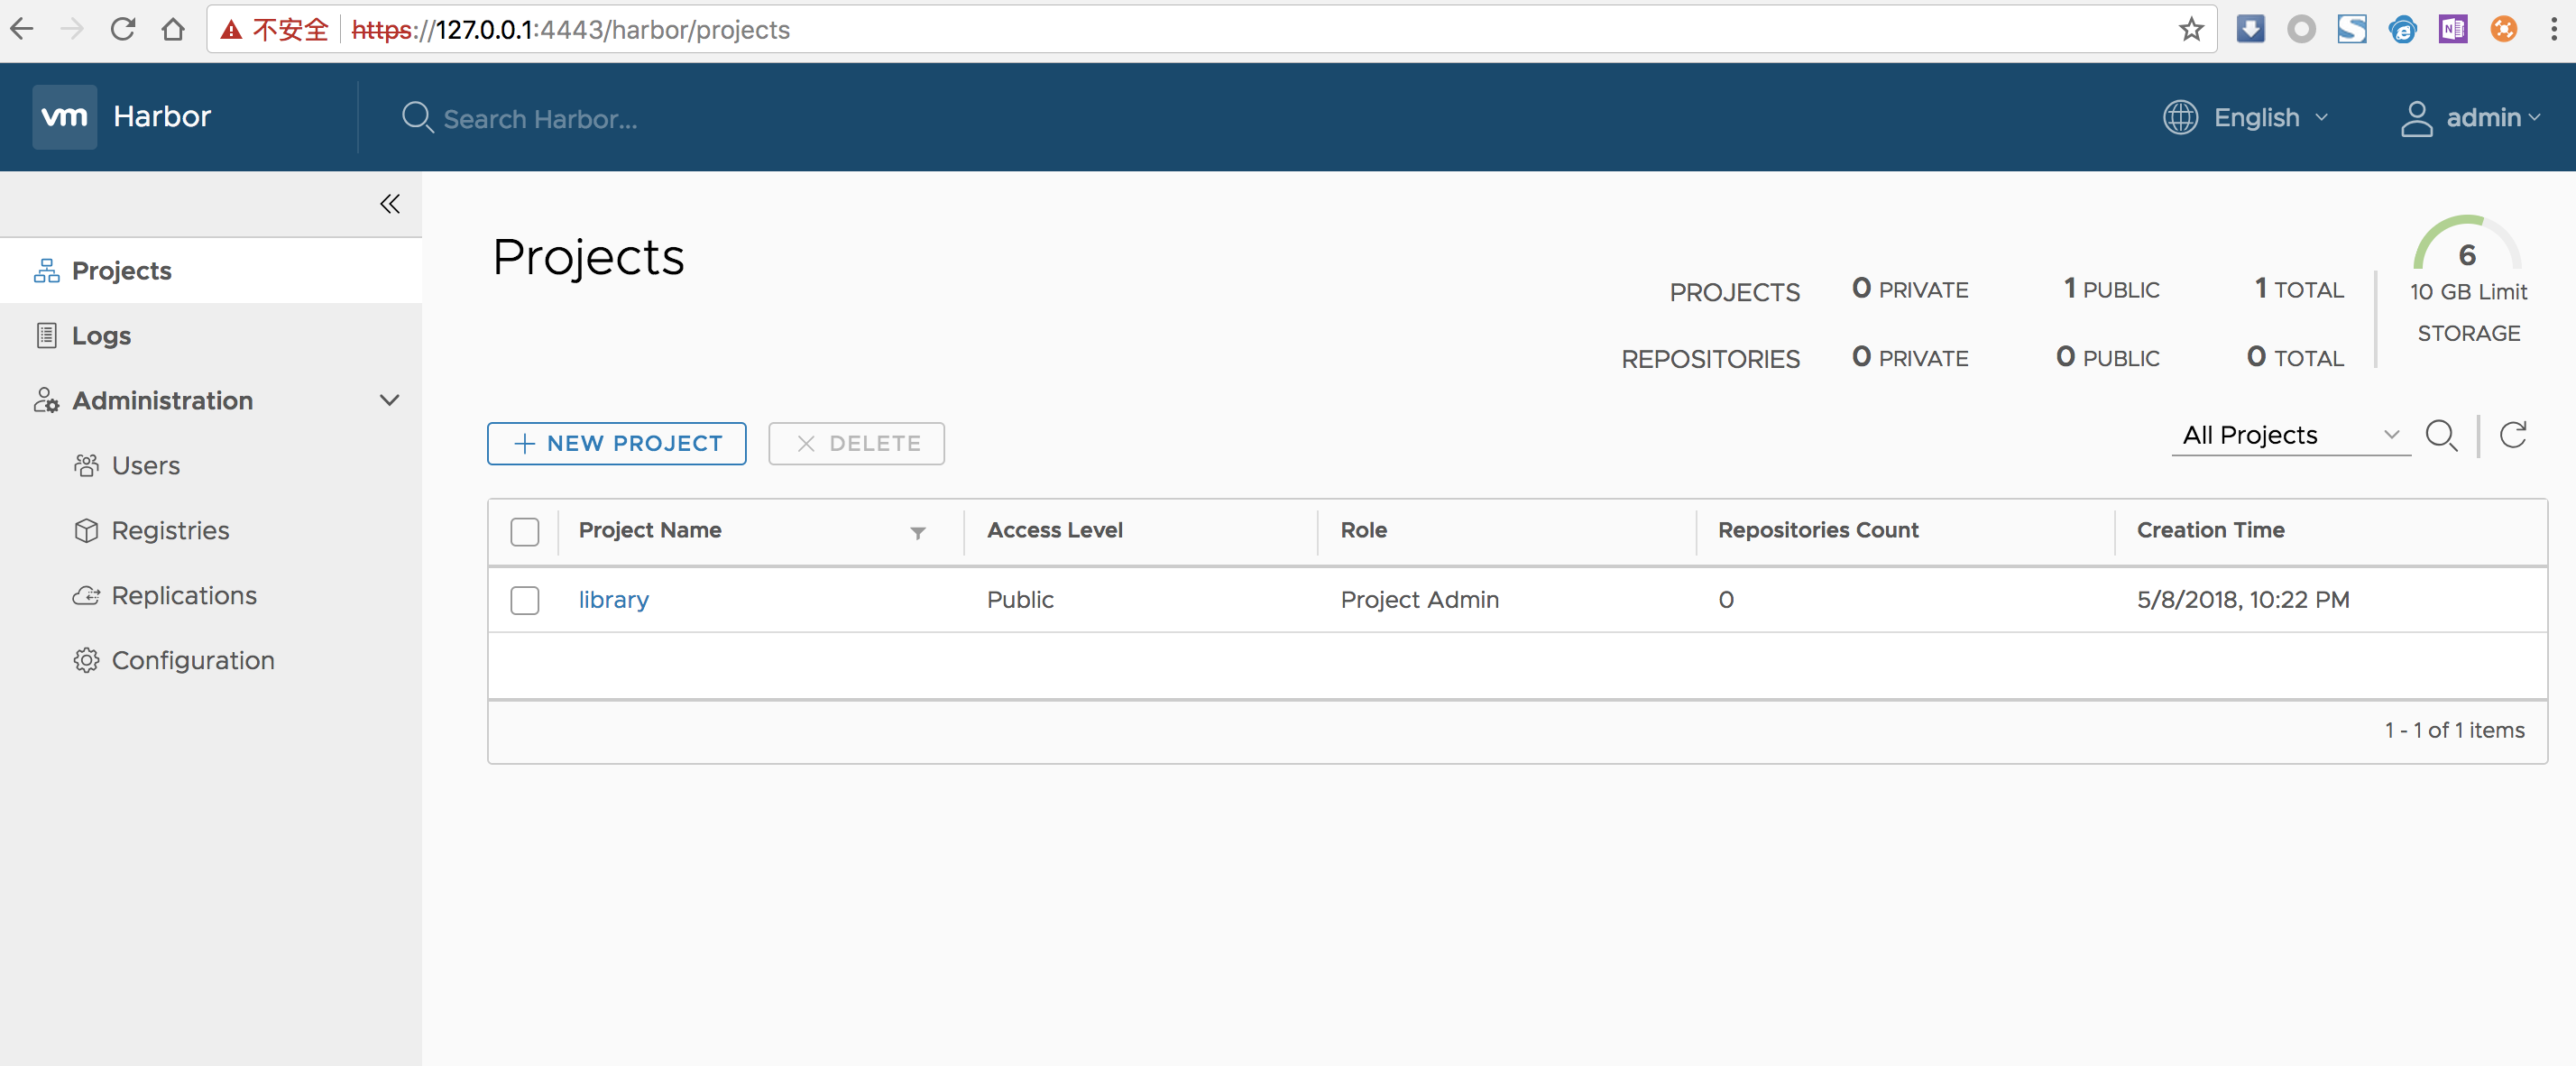 不安全 https://127.0.0.1:4443/harbor/projects
vm Harbor Search Harbor... English admin
Projects
Logs
Administration
Users
Registries
Replications
Configuration
Projects
PROJECTS 0 PRIVATE 1 PUBLIC 1 TOTAL
REPOSITORIES 0 PRIVATE 0 PUBLIC 0 TOTAL
6
10 GB Limit
STORAGE
NEW PROJECT DELETE All Projects
Project Name Access Level Role Repositories Count Creation Time
library Public Project Admin 0 5/8/2018, 10:22 PM
1 - 1 of 1 items